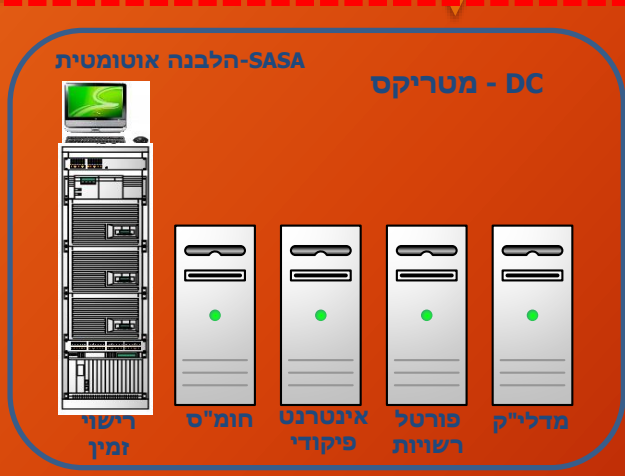 SASA-הלבנה אוטומטית
DC - מטריקס
מדלי"ק
פורטל
רשויות
אינטרנט
פיקודי
חומ"ס
רישוי
זמין